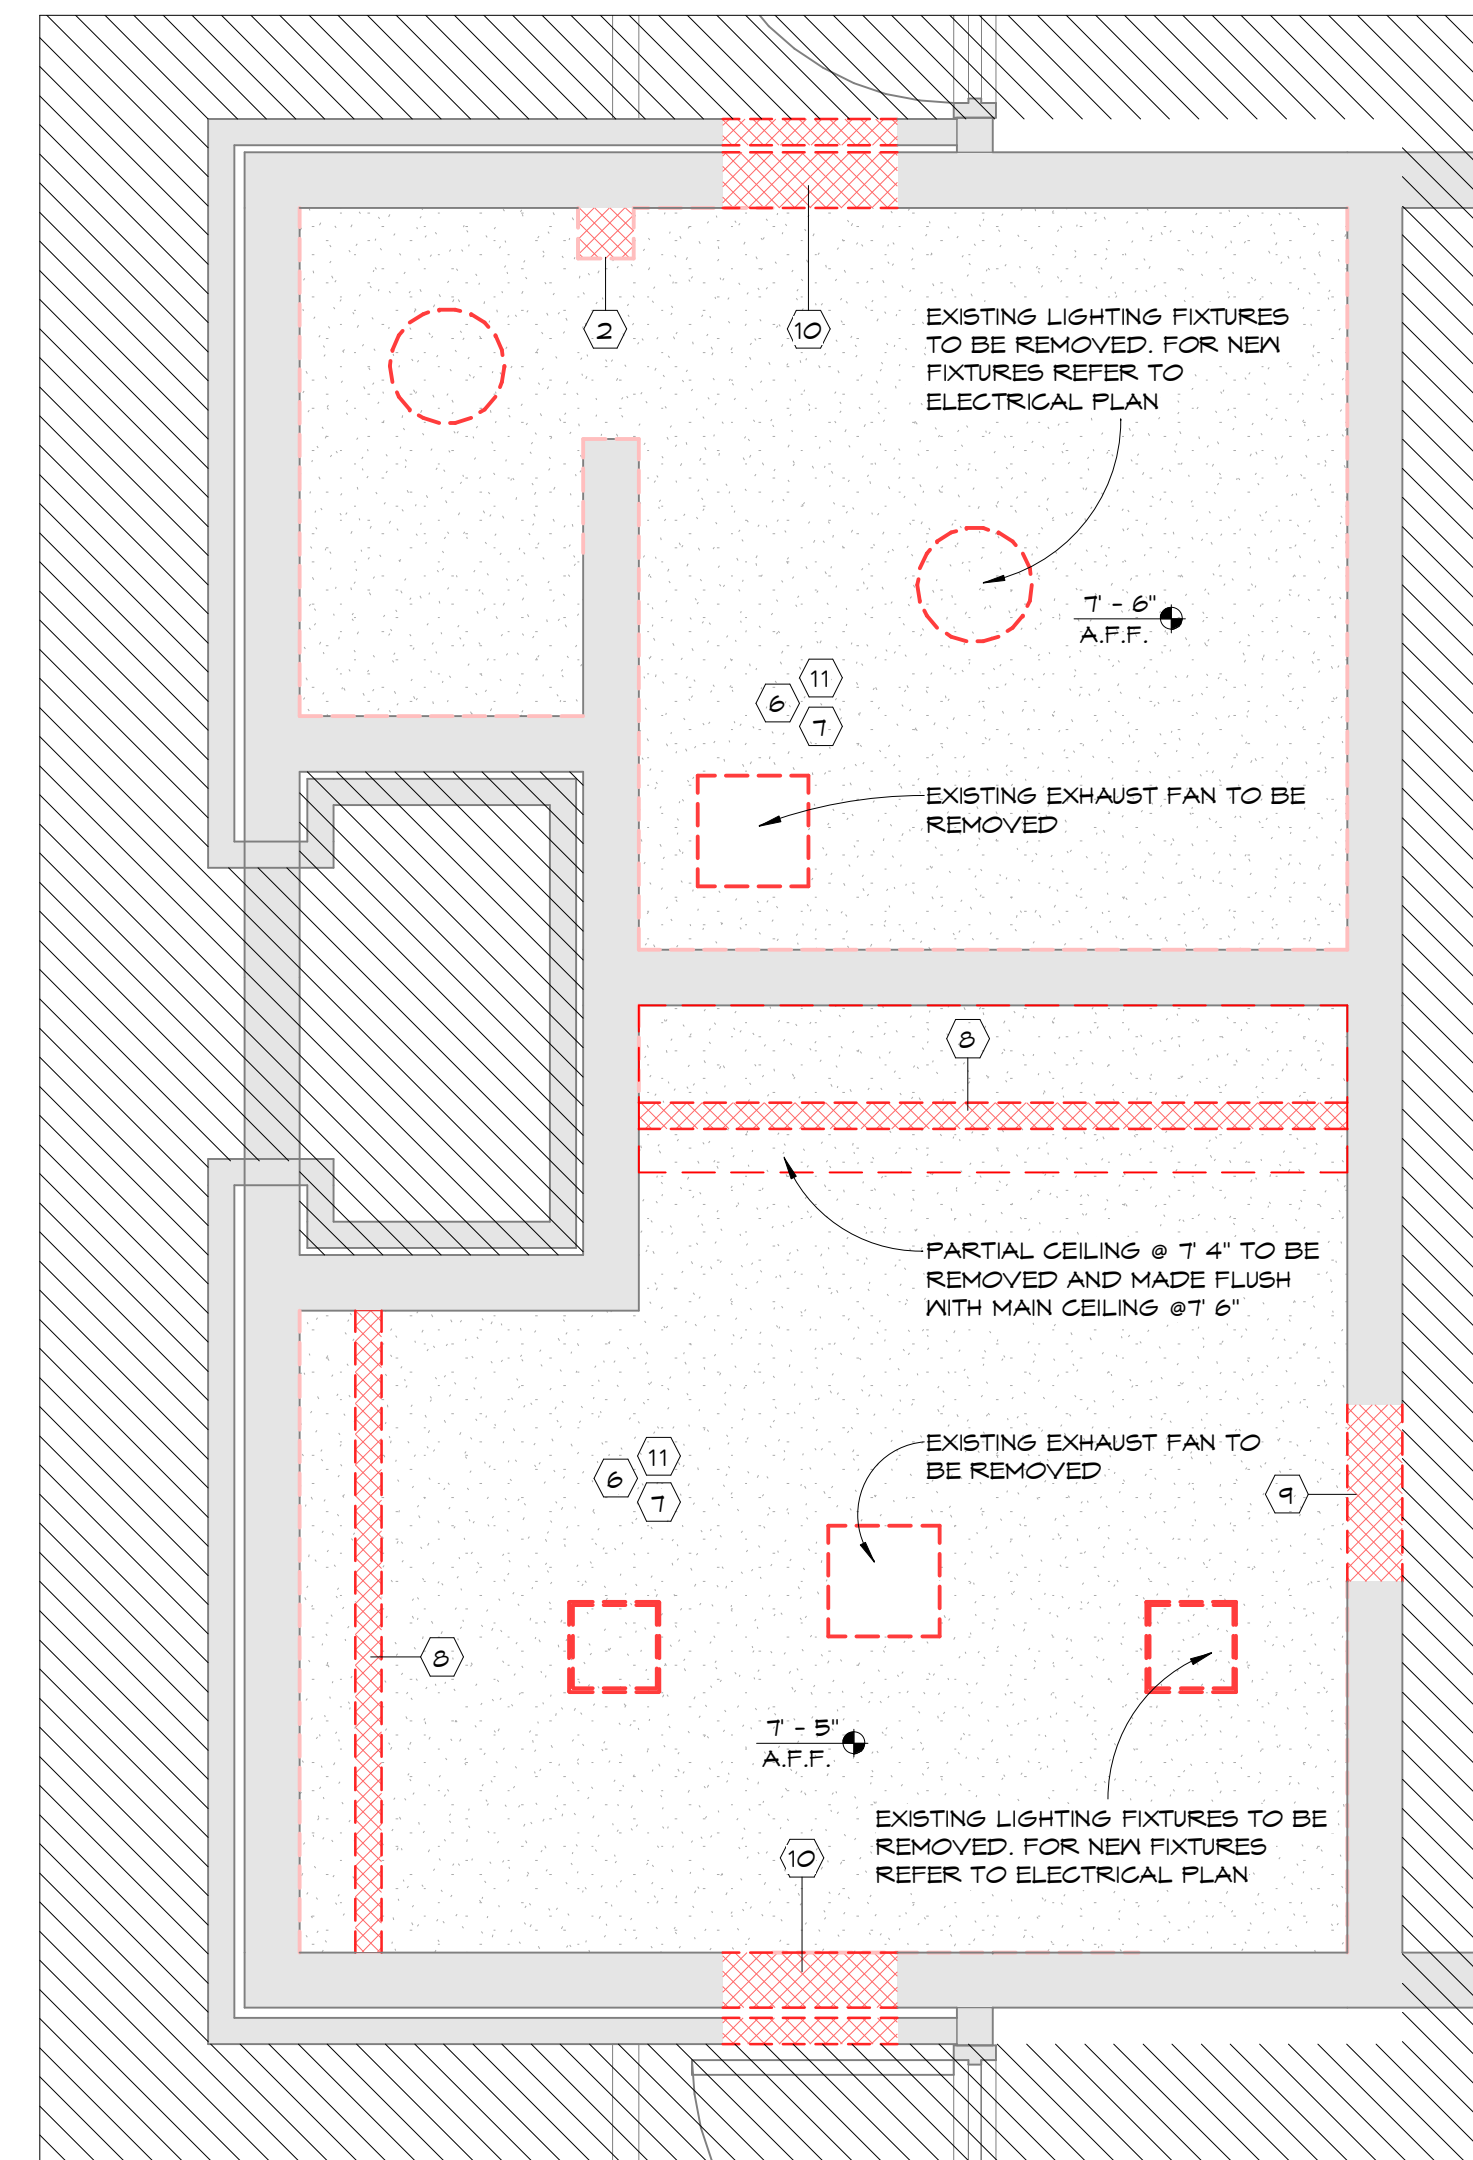 2
10
EXISTING LIGHTING FIXTURES
TO BE REMOVED. FOR NEW
FIXTURES REFER TO
ELECTRICAL PLAN
7' - 6"
A.F.F.
11
6
7
EXISTING EXHAUST FAN TO BE
REMOVED
8
PARTIAL CEILING @ 7' 4" TO BE
REMOVED AND MADE FLUSH
WITH MAIN CEILING @7' 6"
EXISTING EXHAUST FAN TO
BE REMOVED
11
6
7
9
8
7' - 5"
A.F.F.
EXISTING LIGHTING FIXTURES TO BE
REMOVED. FOR NEW FIXTURES
REFER TO ELECTRICAL PLAN
10